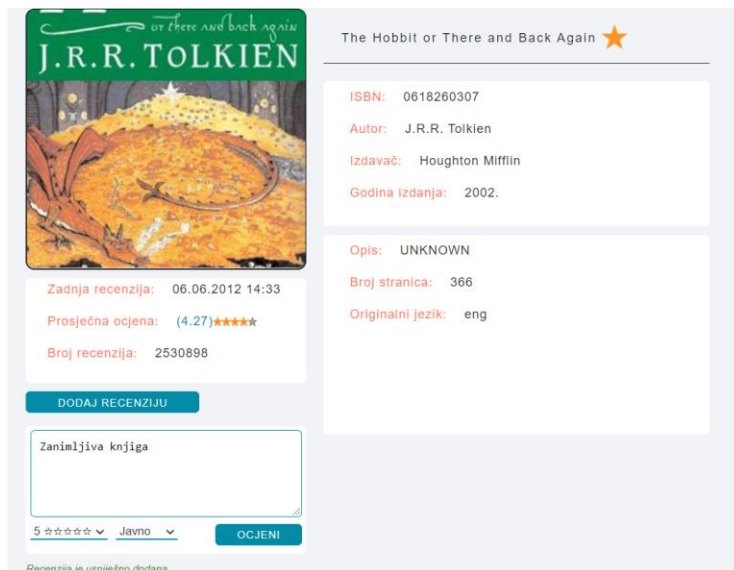 or there and back again
J.R.R. TOLKIEN
Zadnja recenzija: 06.06.2012 14:33
Prosječna ocjena: (4.27)★★★★★
Broj recenzija: 2530898
DODAJ RECENZIJU
Zanimljiva knjiga
5 ☆☆☆☆☆ Javno
OCJENI
Recenzija je uspješno dodana
The Hobbit or There and Back Again ★
ISBN: 0618260307
Autor: J.R.R. Tolkien
Izdavač: Houghton Mifflin
Godina izdanja: 2002.
Opis: UNKNOWN
Broj stranica: 366
Originalni jezik: eng